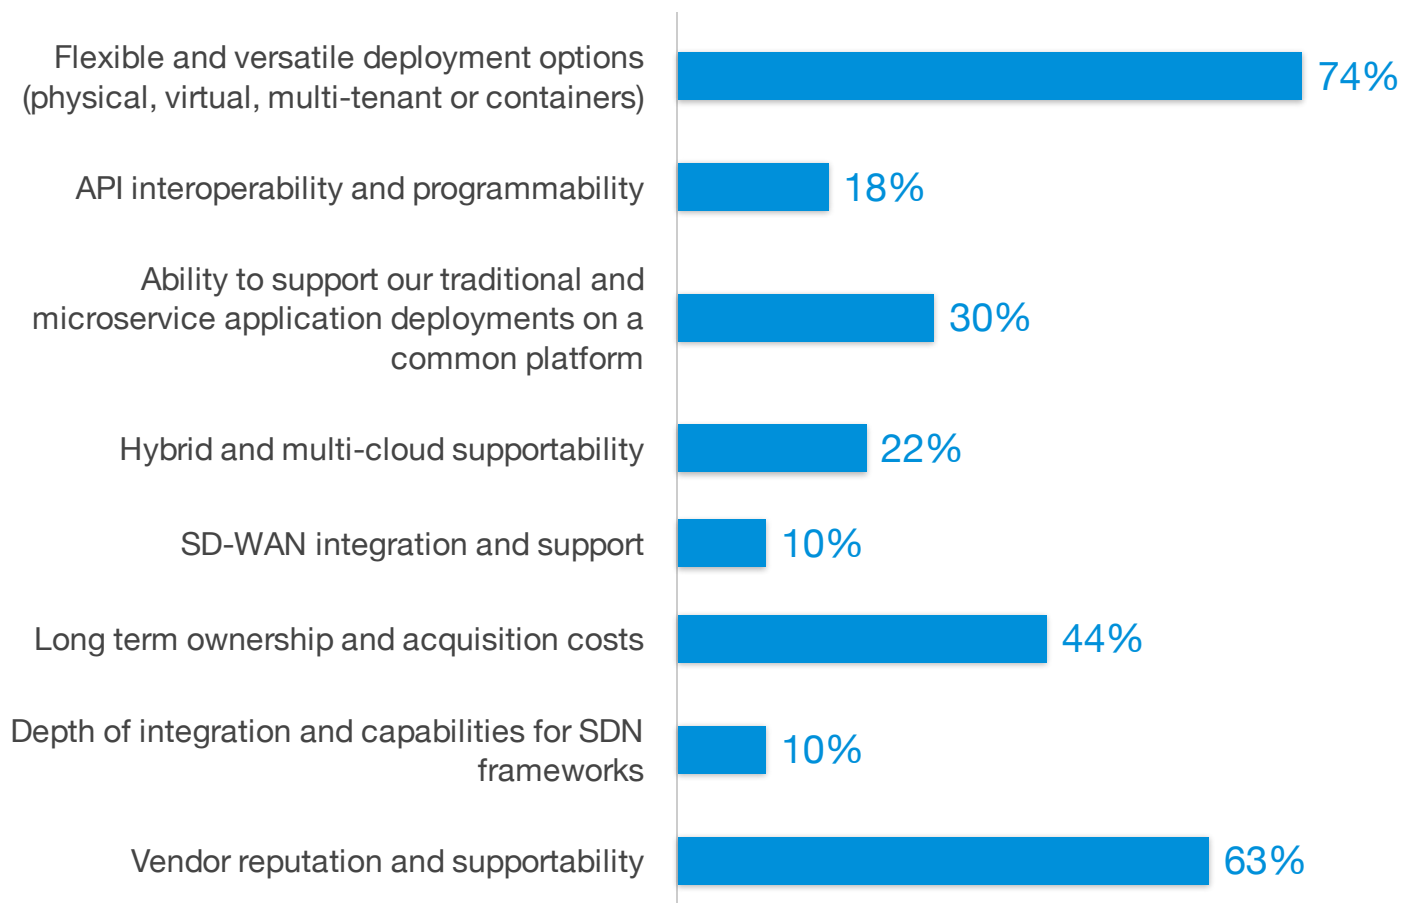 Flexible and versatile deployment options
(physical, virtual, multi-tenant or containers)
74%
API interoperability and programmability
18%
Ability to support our traditional and
microservice application deployments on a
common platform
30%
Hybrid and multi-cloud supportability
22%
SD-WAN integration and support
10%
Long term ownership and acquisition costs
44%
Depth of integration and capabilities for SDN
frameworks
10%
Vendor reputation and supportability
63%